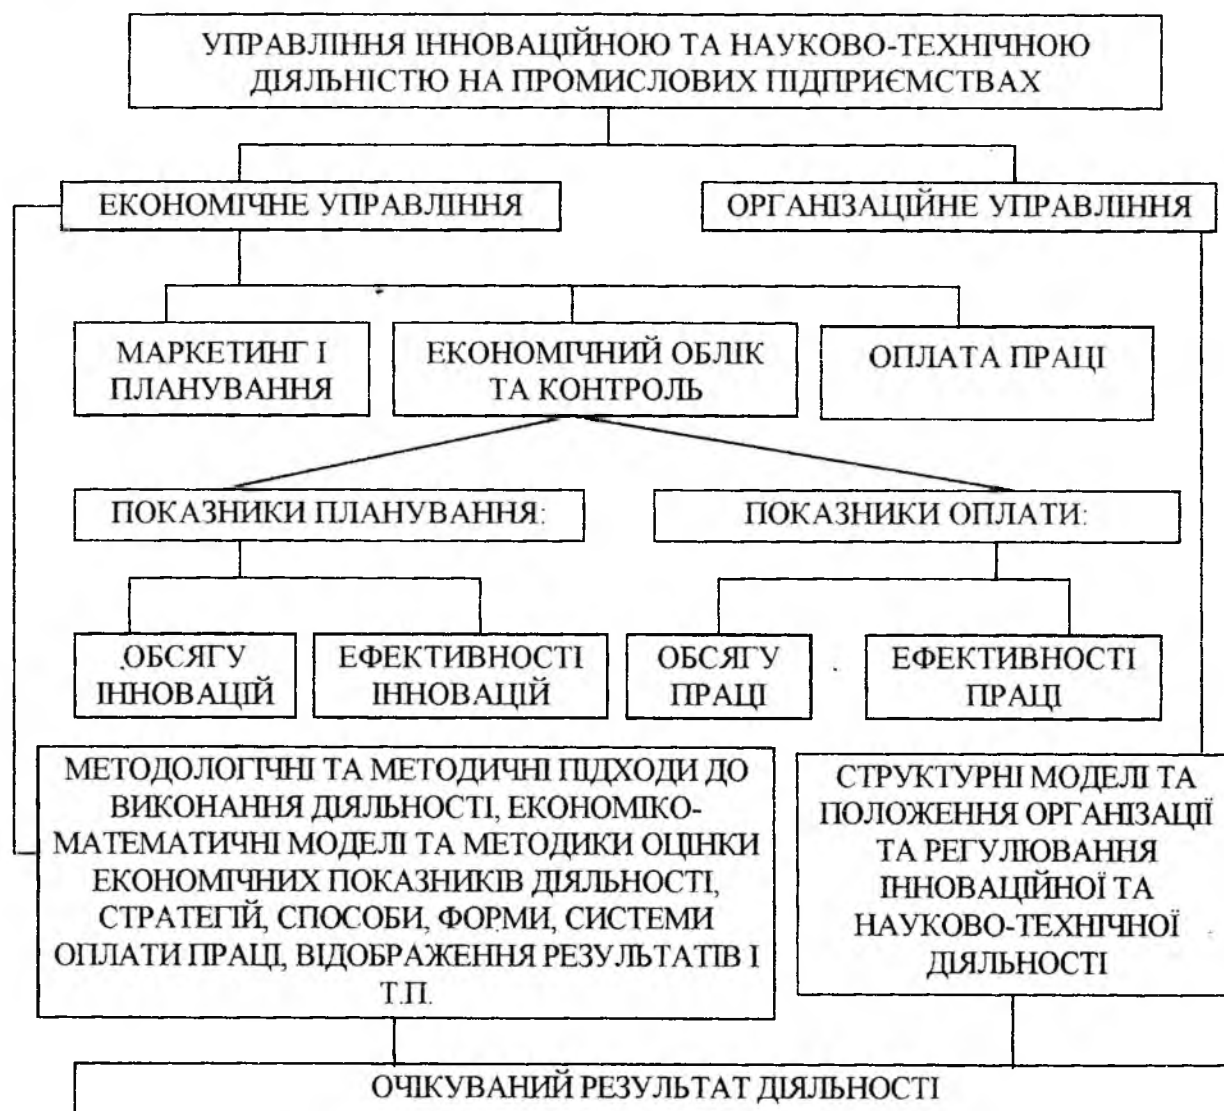 УПРАВЛІННЯ ІННОВАЦІЙНОЮ ТА НАУКОВО-ТЕХНІЧНОЮ
ДІЯЛЬНІСТЮ НА ПРОМИСЛОВИХ ПІДПРИЄМСТВАХ
ЕКОНОМІЧНЕ УПРАВЛІННЯ
ОРГАНІЗАЦІЙНЕ УПРАВЛІННЯ
МАРКЕТИНГ І
ПЛАНУВАННЯ
ЕКОНОМІЧНИЙ ОБЛІК
ТА КОНТРОЛЬ
ОПЛАТА ПРАЦІ
ПОКАЗНИКИ ПЛАНУВАННЯ:
ПОКАЗНИКИ ОПЛАТИ:
ОБСЯГУ
ІННОВАЦІЙ
ЕФЕКТИВНОСТІ
ІННОВАЦІЙ
ОБСЯГУ
ПРАЦІ
ЕФЕКТИВНОСТІ
ПРАЦІ
МЕТОДОЛОГІЧНІ ТА МЕТОДИЧНІ ПІДХОДИ ДО
ВИКОНАННЯ ДІЯЛЬНОСТІ, ЕКОНОМІКО-
МАТЕМАТИЧНІ МОДЕЛІ ТА МЕТОДИКИ ОЦІНКИ
ЕКОНОМІЧНИХ ПОКАЗНИКІВ ДІЯЛЬНОСТІ,
СТРАТЕГІЙ, СПОСОБИ, ФОРМИ, СИСТЕМИ
ОПЛАТИ ПРАЦІ, ВІДОБРАЖЕННЯ РЕЗУЛЬТАТІВ І
Т.П.
СТРУКТУРНІ МОДЕЛІ ТА
ПОЛОЖЕННЯ ОРГАНІЗАЦІЇ
ТА РЕГУЛЮВАННЯ
ІННОВАЦІЙНОЇ ТА
НАУКОВО-ТЕХНІЧНОЇ
ДІЯЛЬНОСТІ
ОЧІКУВАНИЙ РЕЗУЛЬТАТ ДІЯЛЬНОСТІ